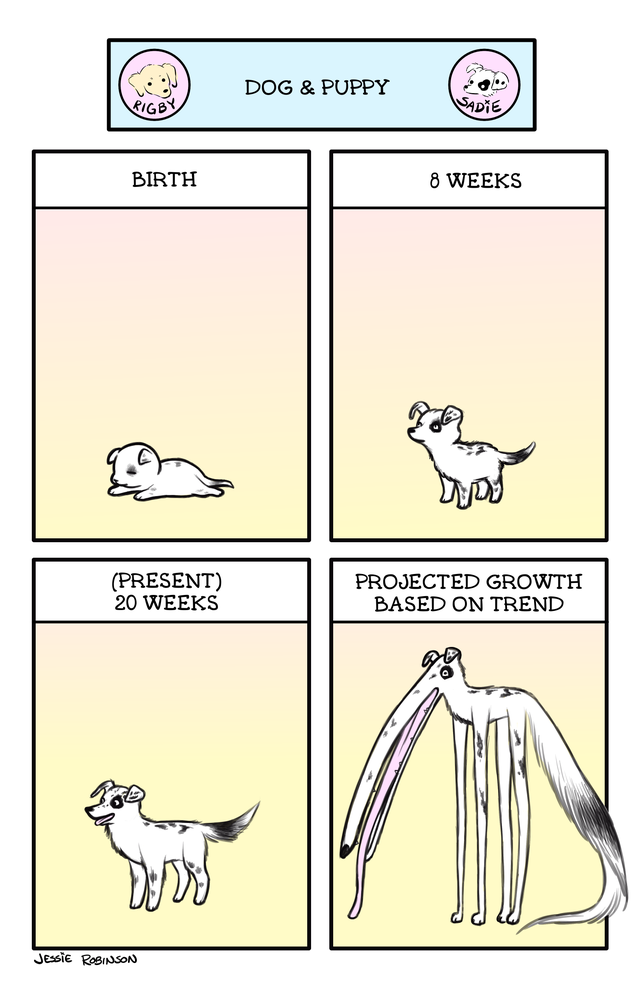 RIGBY
DOG & PUPPY
SADIE
BIRTH
8 WEEKS
(PRESENT)
20 WEEKS
PROJECTED GROWTH
BASED ON TREND
JESSIE ROBINSON